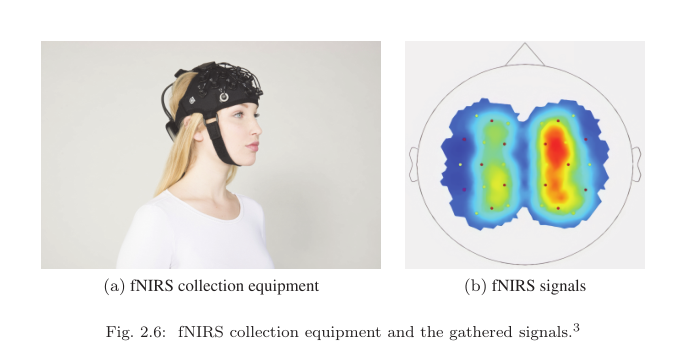 (a) fNIRS collection equipment
(b) fNIRS signals
Fig. 2.6: fNIRS collection equipment and the gathered signals.3